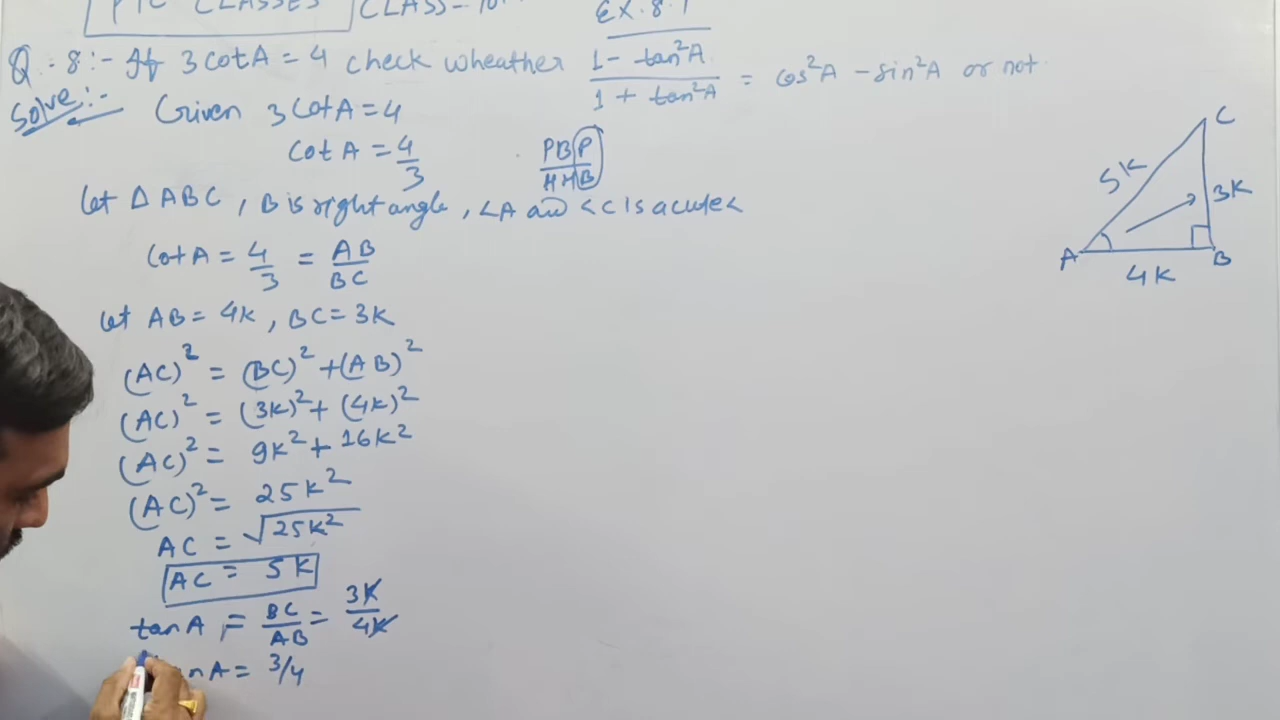 PTC CLASSES CLASS-10
EX.8.1
Q.8:- If 3 cot A = 4 check wheather 1 - tan²A / 1 + tan²A = cos²A - sin²A or not
Solve:- Given 3 cot A = 4
cot A = 4/3
PBP
HHB
let △ ABC, B is right angle, <A and <C is acute<
cot A = 4/3 = AB/BC
let AB = 4K, BC = 3K
(AC)² = (BC)² + (AB)²
(AC)² = (3K)² + (4K)²
(AC)² = 9K² + 16K²
(AC)² = 25K²
AC = √25K²
AC = 5K
tan A = BC/AB = 3K/4K
tan A = 3/4
C
5K
3K
A
B
4K